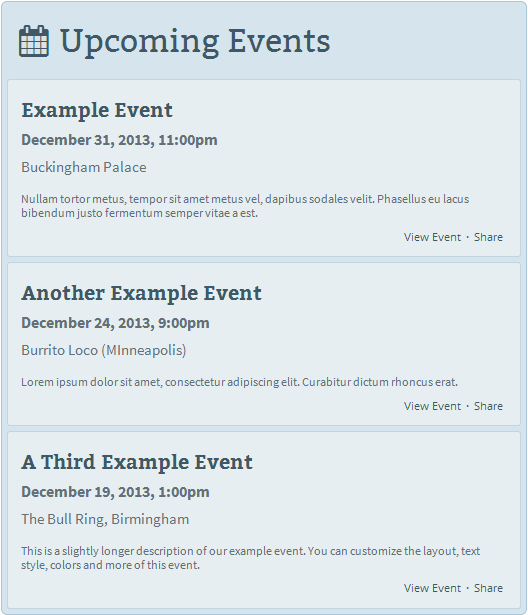 Upcoming Events
Example Event
December 31, 2013, 11:00pm
Buckingham Palace
Nullam tortor metus, tempor sit amet metus vel, dapibus sodales velit. Phasellus eu lacus
bibendum justo fermentum semper vitae a est.
View Event · Share
Another Example Event
December 24, 2013, 9:00pm
Burrito Loco (MInneapolis)
Lorem ipsum dolor sit amet, consectetur adipiscing elit. Curabitur dictum rhoncus erat.
View Event · Share
A Third Example Event
December 19, 2013, 1:00pm
The Bull Ring, Birmingham
This is a slightly longer description of our example event. You can customize the layout, text
style, colors and more of this event.
View Event · Share